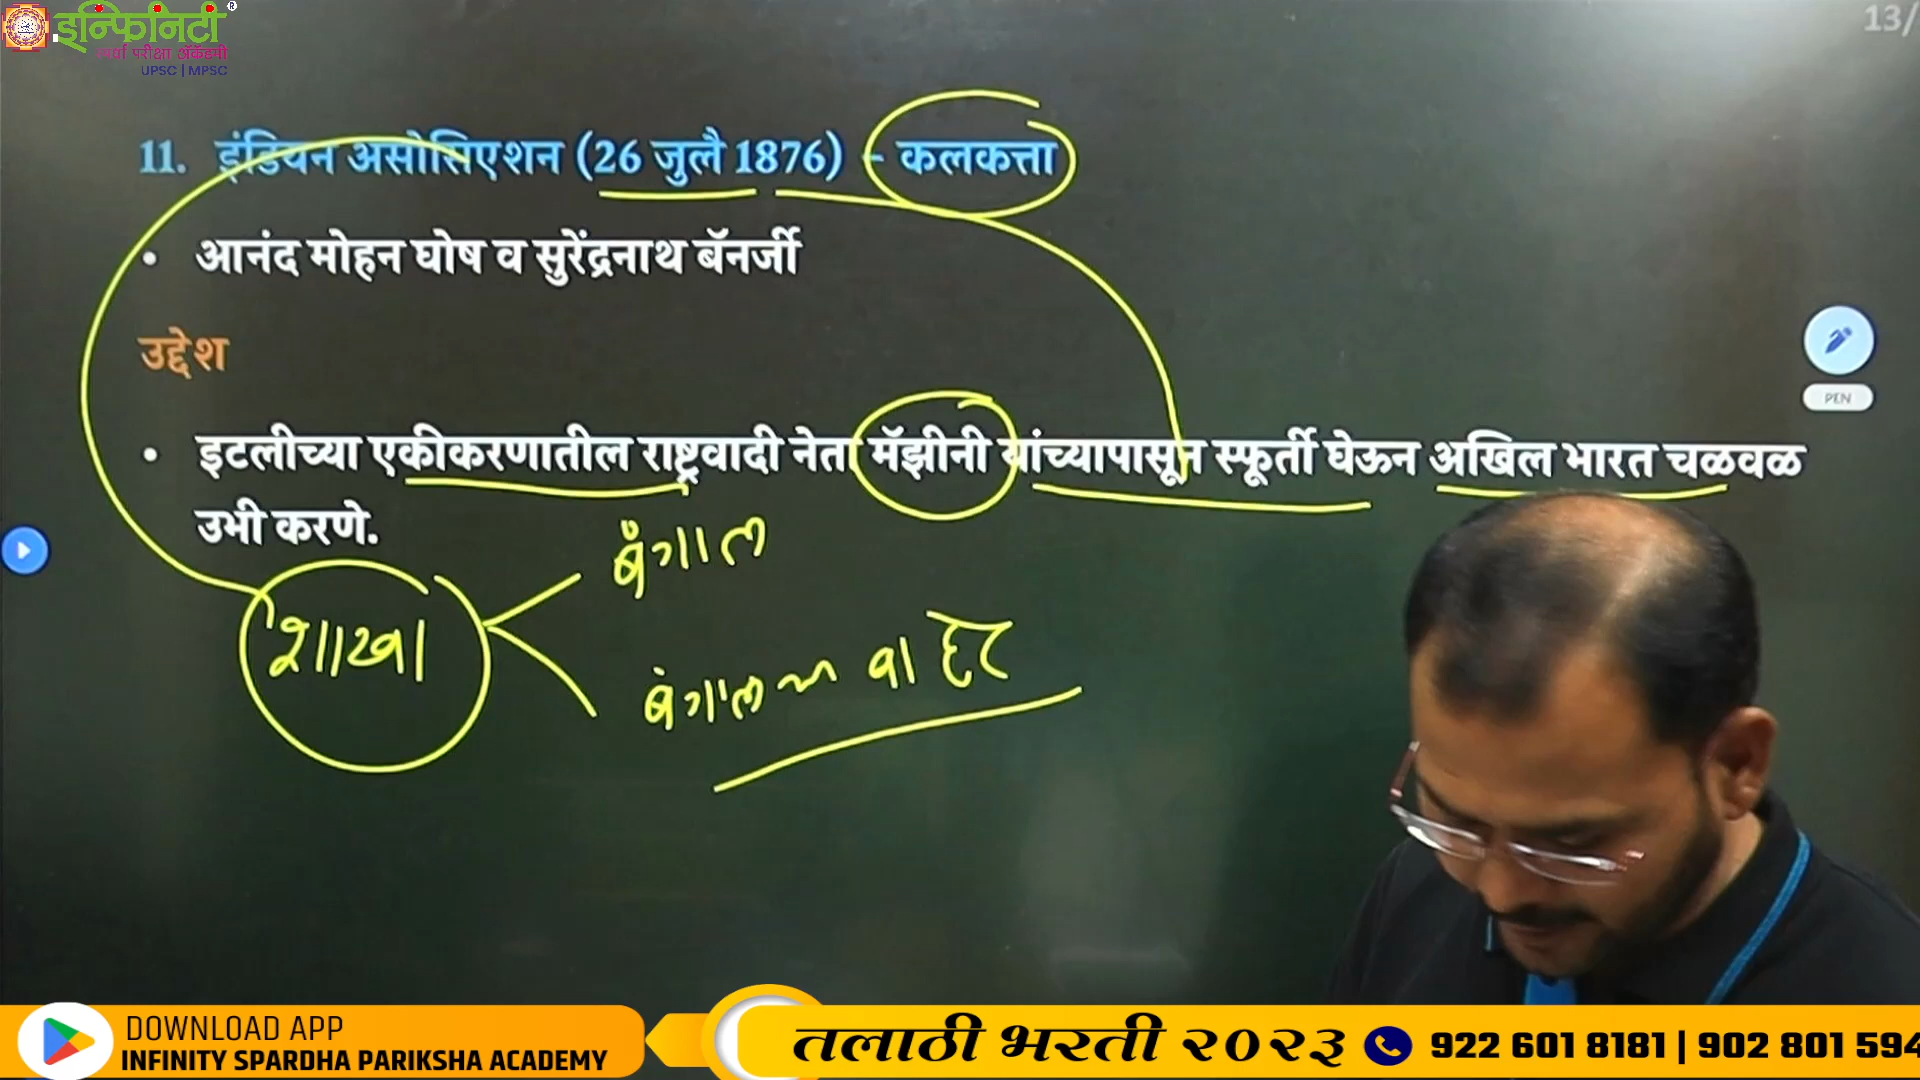 इन्फिनिटी ®
स्पर्धा परीक्षा अ‍ॅकॅडमी
UPSC | MPSC
13/
11. इंडियन असोसिएशन (26 जुलै 1876) – कलकत्ता
• आनंद मोहन घोष व सुरेंद्रनाथ बॅनर्जी
उद्देश
• इटलीच्या एकीकरणातील राष्ट्रवादी नेता मॅझीनी यांच्यापासून स्फूर्ती घेऊन अखिल भारत चळवळ
उभी करणे.
PEN
बंगाल
शाखा
DOWNLOAD APP
INFINITY SPARDHA PARIKSHA ACADEMY
तलाठी भरती २०२३
922 601 8181 | 902 801 594